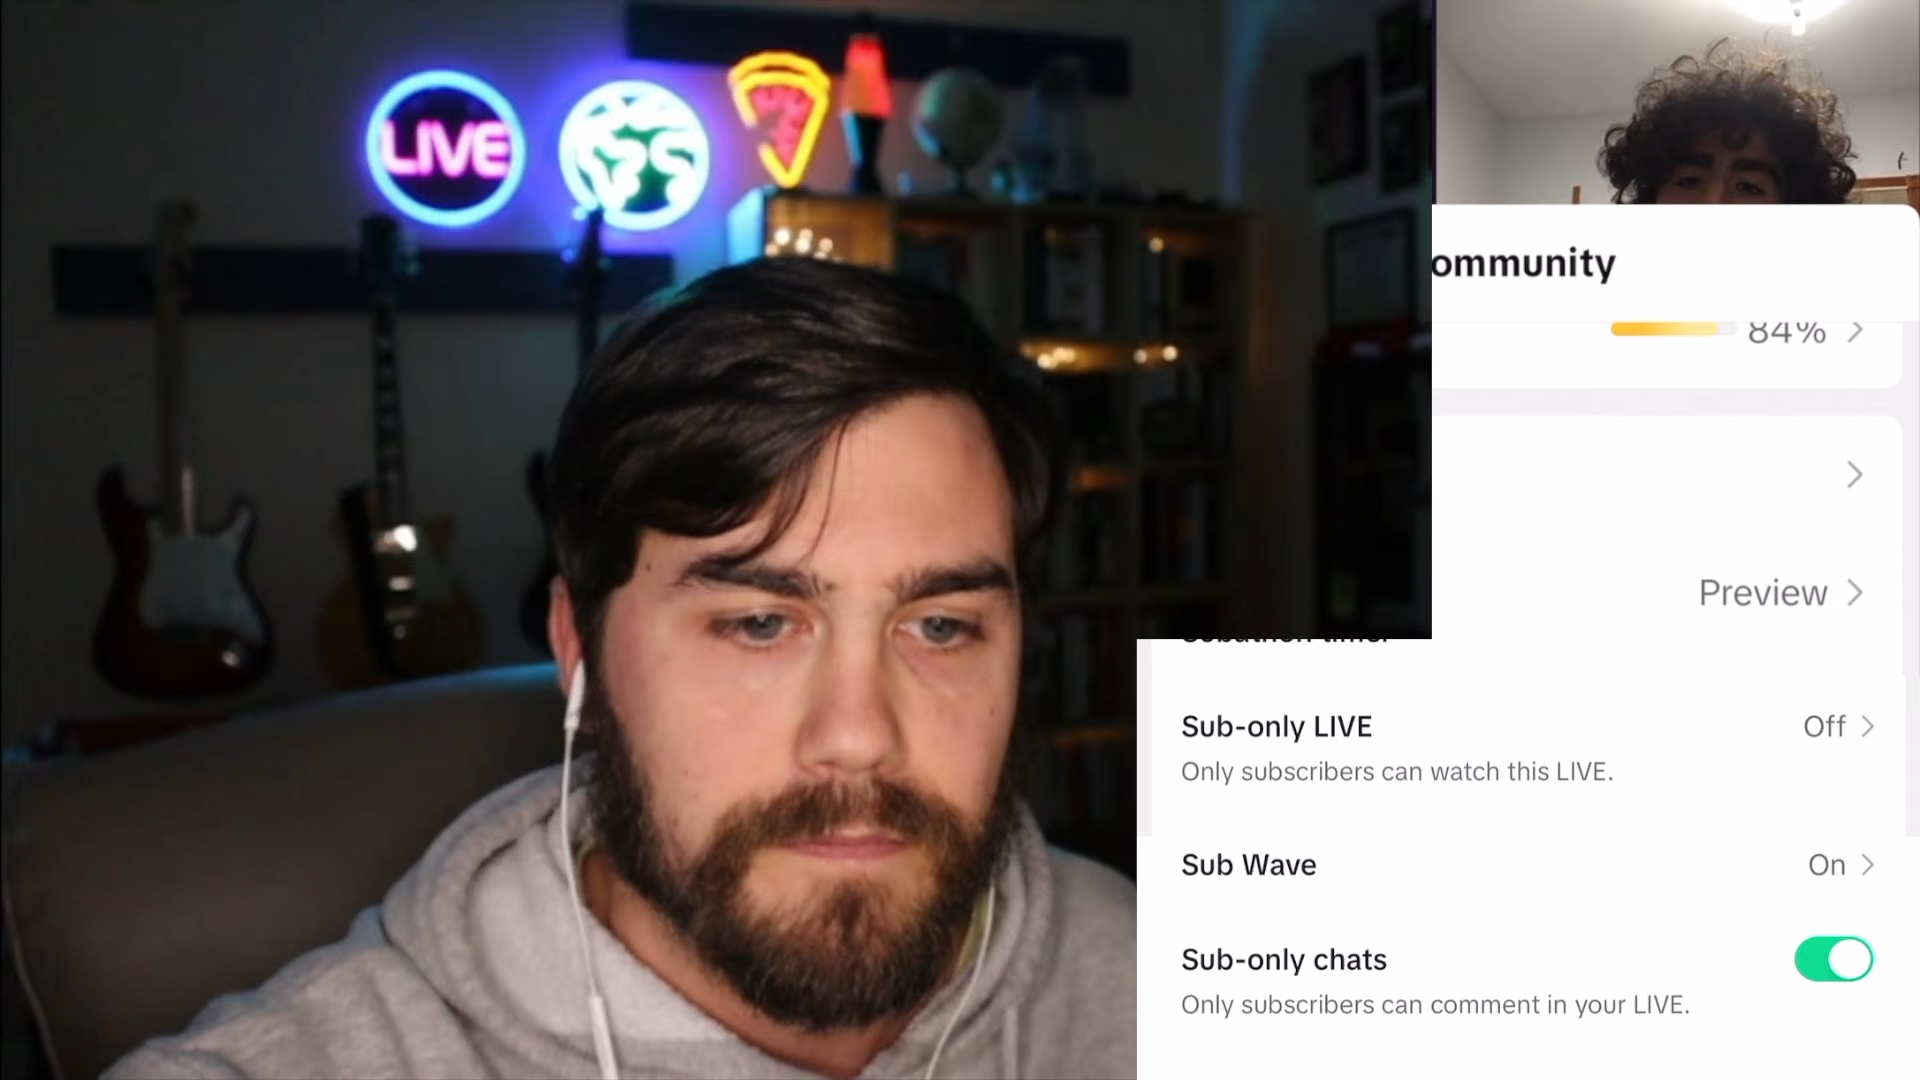 LIVE
ommunity
84%
Preview
Sub-only LIVE
Off
Only subscribers can watch this LIVE.
Sub Wave
On
Sub-only chats
Only subscribers can comment in your LIVE.